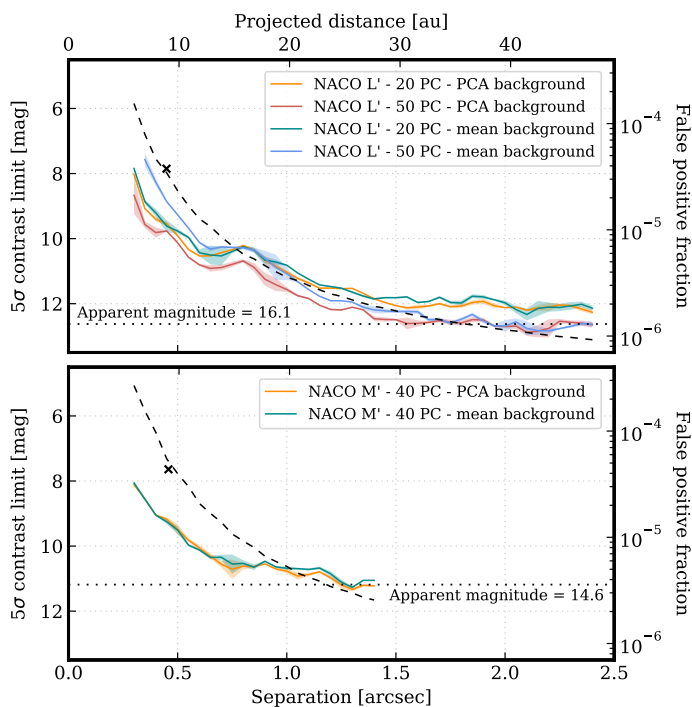 Projected distance [au]
0 10 20 30 40
NACO L' - 20 PC - PCA background
NACO L' - 50 PC - PCA background
NACO L' - 20 PC - mean background
NACO L' - 50 PC - mean background
5σ contrast limit [mag]
6
8
10
12
Apparent magnitude = 16.1
False positive fraction
10⁻⁴
10⁻⁵
10⁻⁶
NACO M' - 40 PC - PCA background
NACO M' - 40 PC - mean background
5σ contrast limit [mag]
6
8
10
12
Apparent magnitude = 14.6
False positive fraction
10⁻⁴
10⁻⁵
10⁻⁶
0.0 0.5 1.0 1.5 2.0 2.5
Separation [arcsec]